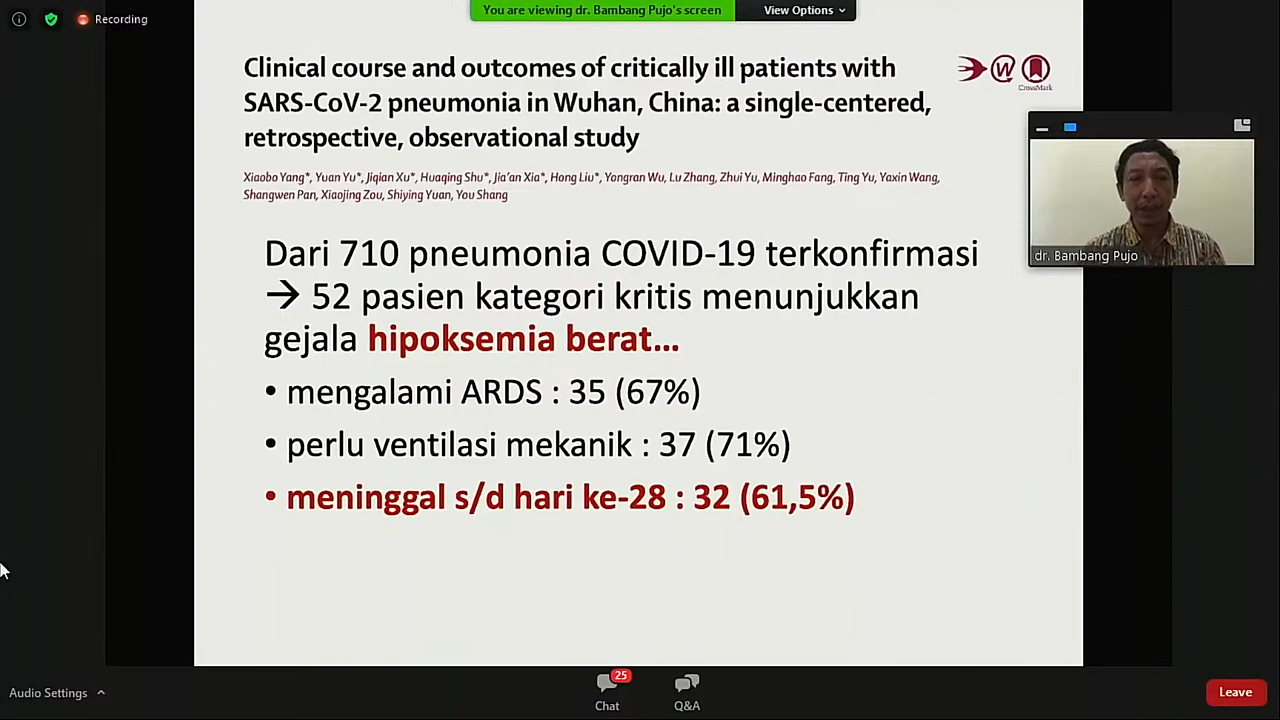 You are viewing dr. Bambang Pujo's screen
View Options
Recording
Clinical course and outcomes of critically ill patients with
SARS-CoV-2 pneumonia in Wuhan, China: a single-centered,
retrospective, observational study
W
CrossMark
Xiaobo Yang*, Yuan Yu*, Jiqian Xu*, Huaqing Shu*, Jia'an Xia*, Hong Liu*, Yongran Wu, Lu Zhang, Zhui Yu, Minghao Fang, Ting Yu, Yaxin Wang,
Shangwen Pan, Xiaojing Zou, Shiying Yuan, You Shang
dr. Bambang Pujo
Dari 710 pneumonia COVID-19 terkonfirmasi
→ 52 pasien kategori kritis menunjukkan
gejala hipoksemia berat...
• mengalami ARDS : 35 (67%)
• perlu ventilasi mekanik : 37 (71%)
• meninggal s/d hari ke-28 : 32 (61,5%)
Audio Settings
25
Chat
Q&A
Leave